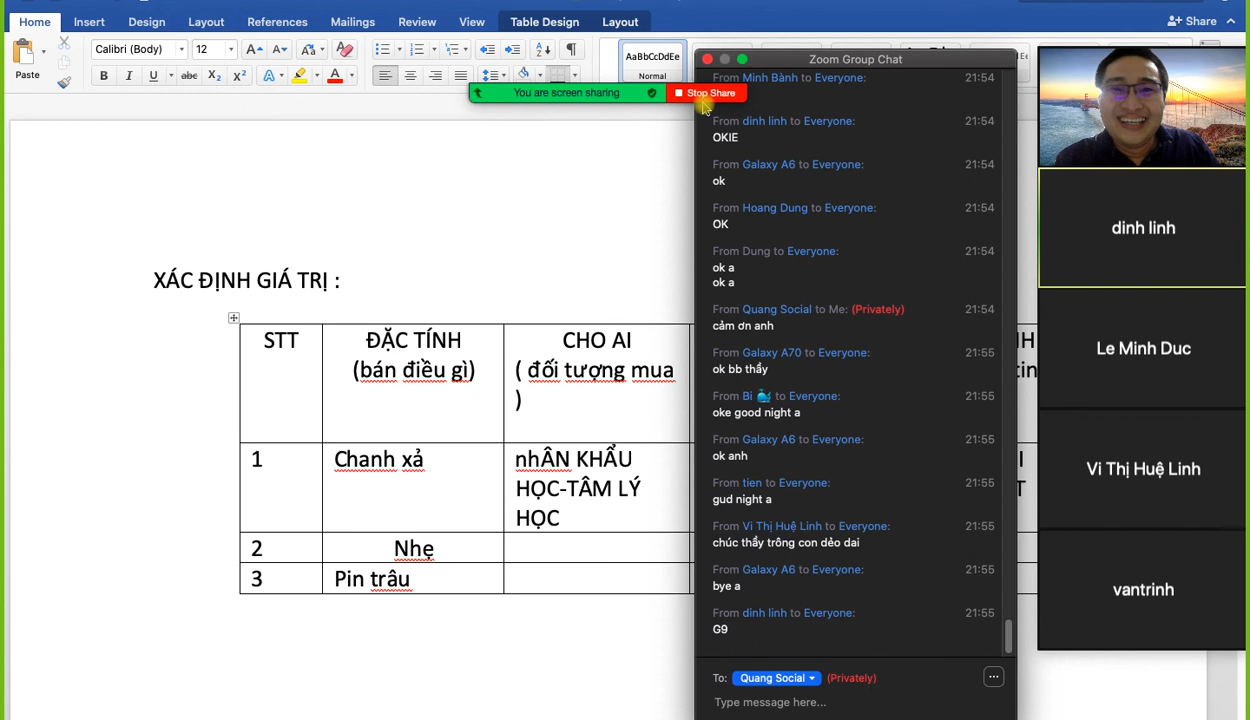 Home Insert Design Layout References Mailings Review View Table Design Layout Share
Paste
Calibri (Body) 12
AaBbCcDdEe
Normal
B I U abc X₂ X²
You are screen sharing Stop Share
XÁC ĐỊNH GIÁ TRỊ :
STT
ĐẶC TÍNH
(bán điều gì)
CHO AI
( đối tượng mua
)
1
Chanh xả
nhÂN KHẨU
HỌC-TÂM LÝ
HỌC
2
Nhẹ
3
Pin trâu
Zoom Group Chat
From Minh Bành to Everyone: 21:54
From dinh linh to Everyone: 21:54
OKIE
From Galaxy A6 to Everyone: 21:54
ok
From Hoang Dung to Everyone: 21:54
OK
From Dung to Everyone: 21:54
ok a
ok a
From Quang Social to Me: (Privately) 21:54
cảm ơn anh
From Galaxy A70 to Everyone: 21:55
ok bb thầy
From Bi 🐳 to Everyone: 21:55
oke good night a
From Galaxy A6 to Everyone: 21:55
ok anh
From tien to Everyone: 21:55
gud night a
From Vi Thị Huệ Linh to Everyone: 21:55
chúc thầy trông con dẻo dai
From Galaxy A6 to Everyone: 21:55
bye a
From dinh linh to Everyone: 21:55
G9
To: Quang Social (Privately)
Type message here...
dinh linh
Le Minh Duc
Vi Thị Huệ Linh
vantrinh